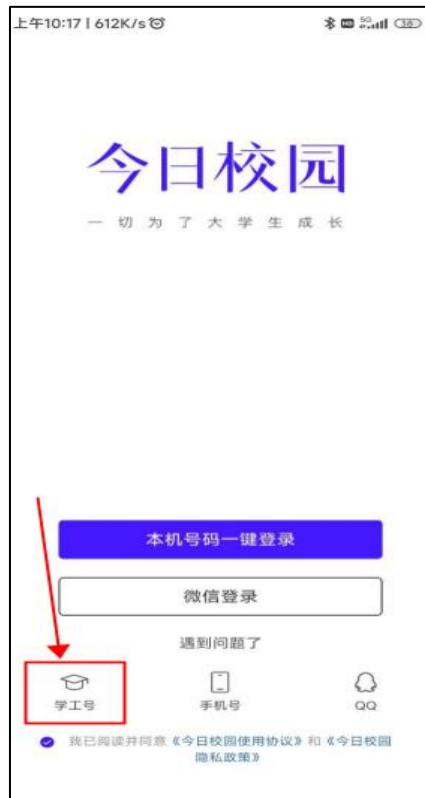 上午10:17 | 612K/s
5G 38
今日校园
一切为了大学生成长
本机号码一键登录
微信登录
遇到问题了
学工号 手机号 QQ
我已阅读并同意《今日校园使用协议》和《今日校园
隐私政策》